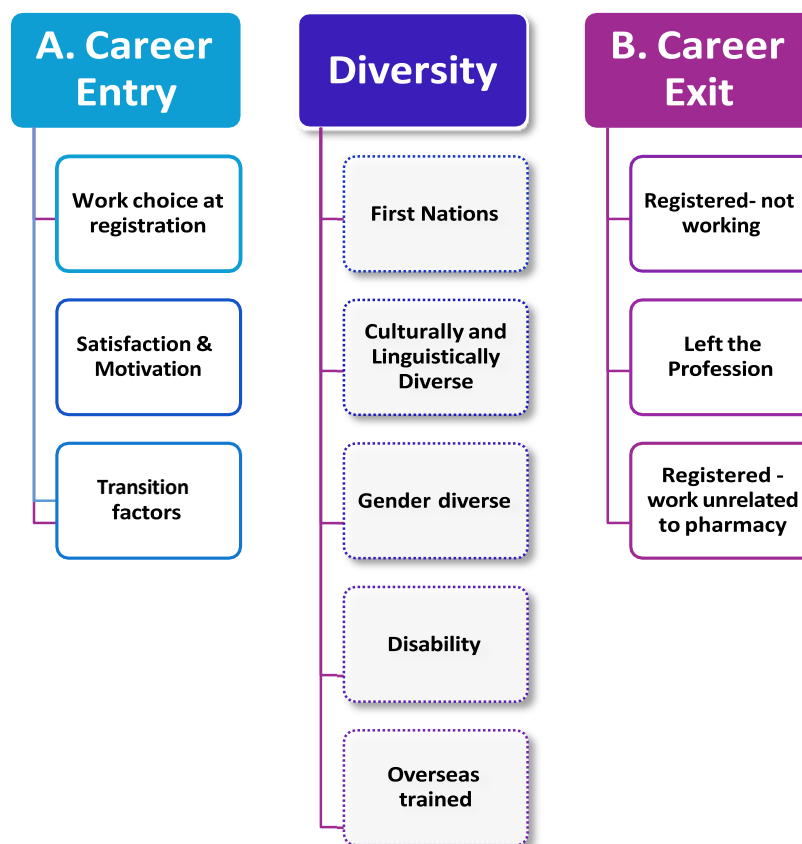 A. Career
Entry
Work choice at
registration
Satisfaction &
Motivation
Transition
factors
Diversity
First Nations
Culturally and
Linguistically
Diverse
Gender diverse
Disability
Overseas
trained
B. Career
Exit
Registered- not
working
Left the
Profession
Registered -
work unrelated
to pharmacy